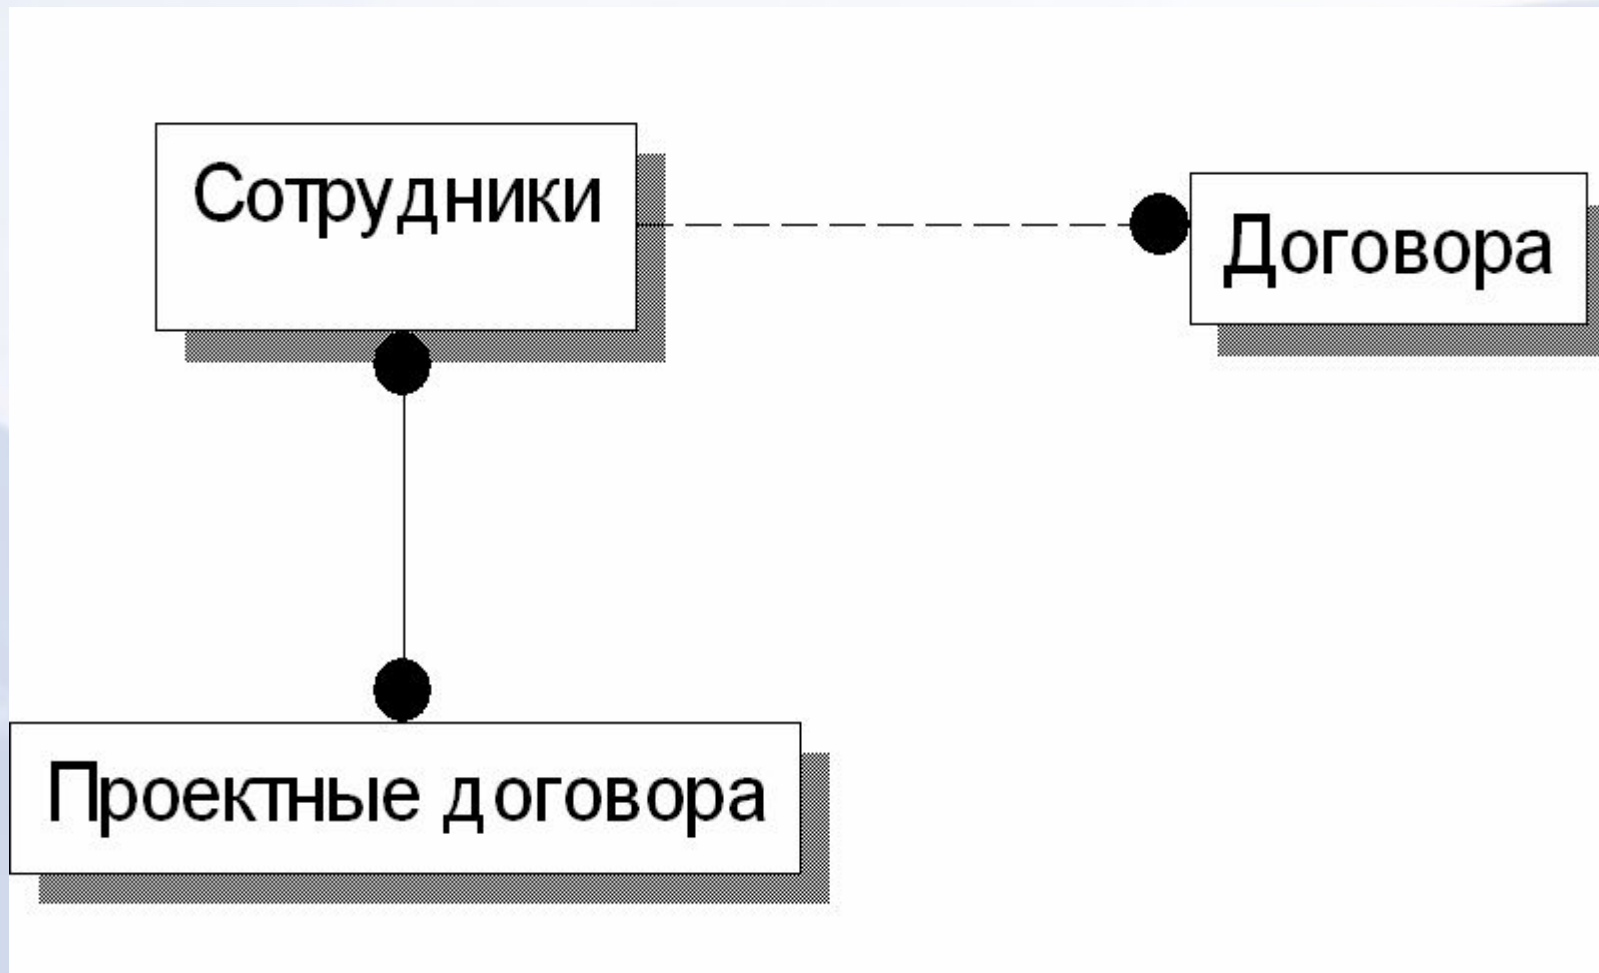 Сотрудники
Договора
Проектные договора